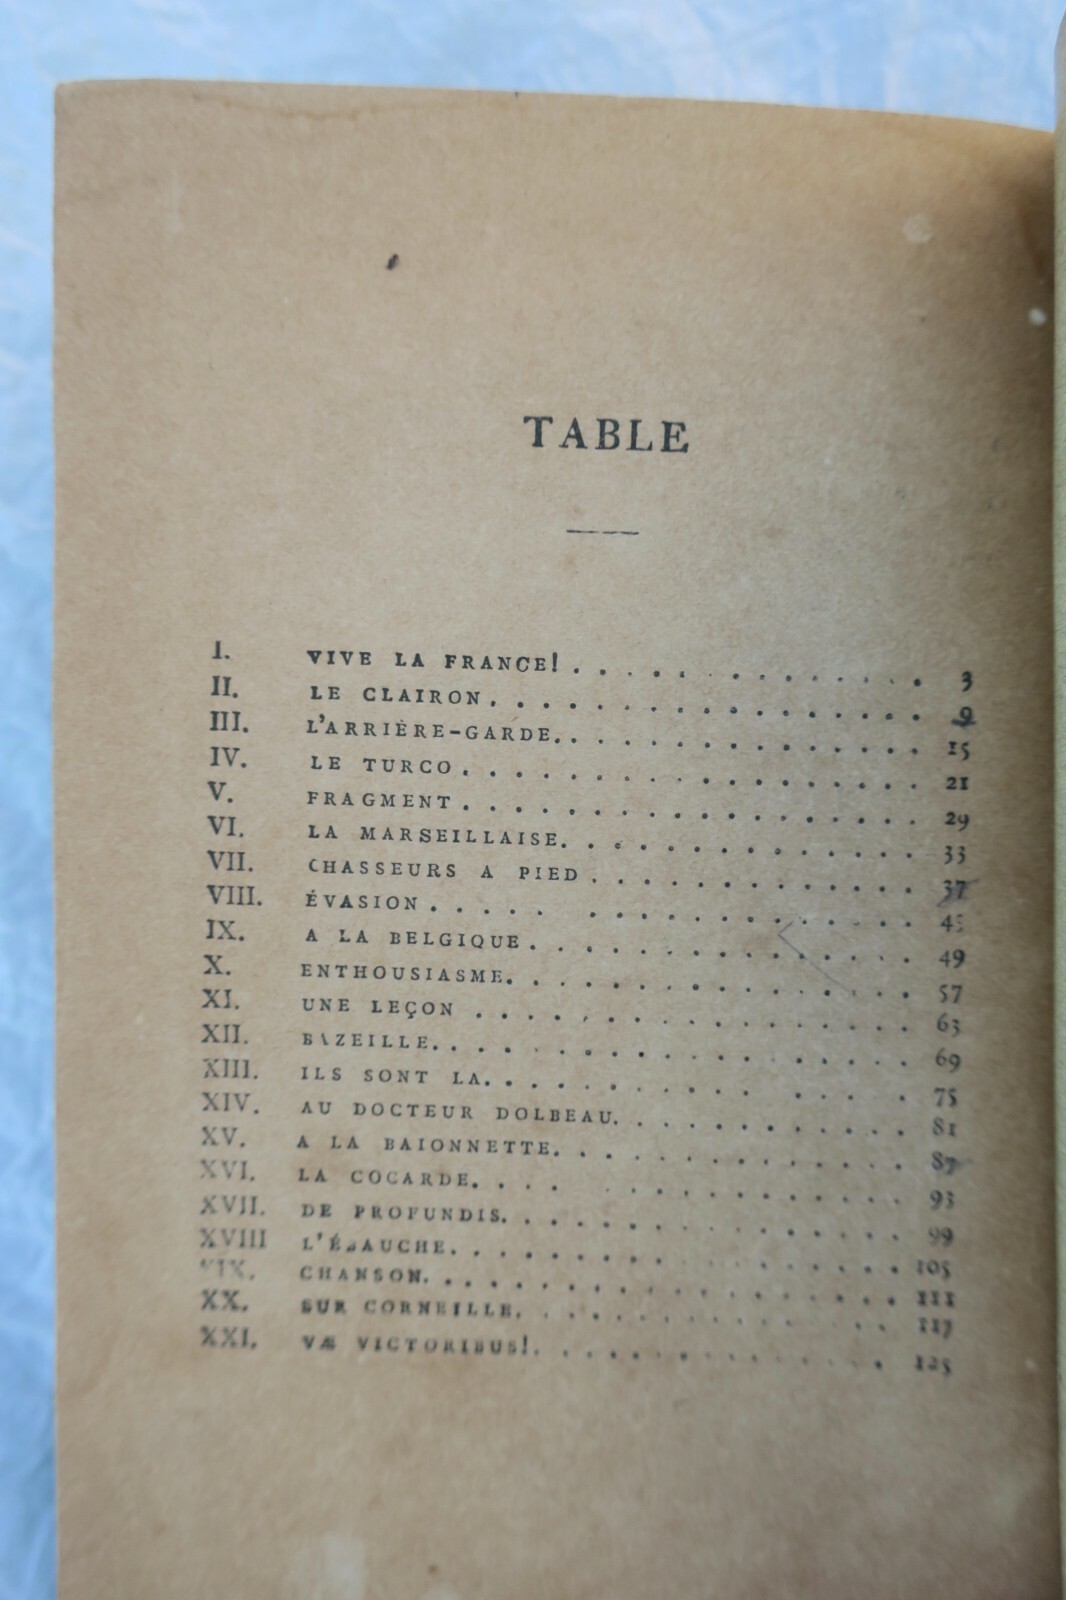 TABLE
I. VIVE LA FRANCE! . . . . . . . . . . . . . 3
II. LE CLAIRON. . . . . . . . . . . . . . . . . 9
III. L'ARRIÈRE-GARDE. . . . . . . . . . . . . . . 15
IV. LE TURCO . . . . . . . . . . . . . . . . . . 21
V. FRAGMENT . . . . . . . . . . . . . . . . . . 29
VI. LA MARSEILLAISE. . . . . . . . . . . . . . . 33
VII. CHASSEURS A PIED . . . . . . . . . . . . . 37
VIII. ÉVASION . . . . . . . . . . . . . . . . . . 45
IX. A LA BELGIQUE . . . . . . . . . . . . . . . 49
X. ENTHOUSIASME. . . . . . . . . . . . . . . . 57
XI. UNE LEÇON . . . . . . . . . . . . . . . . . 63
XII. BAZEILLE. . . . . . . . . . . . . . . . . . 69
XIII. ILS SONT LA. . . . . . . . . . . . . . . . 75
XIV. AU DOCTEUR DOLBEAU. . . . . . . . . . . . 81
XV. A LA BAIONNETTE. . . . . . . . . . . . . . 87
XVI. LA COCARDE. . . . . . . . . . . . . . . . 93
XVII. DE PROFUNDIS. . . . . . . . . . . . . . . 99
XVIII L'ÉBAUCHE. . . . . . . . . . . . . . . . . 105
XIX. CHANSON. . . . . . . . . . . . . . . . . . 111
XX. SUR CORNEILLE. . . . . . . . . . . . . . . 117
XXI. VÆ VICTORIBUS! . . . . . . . . . . . . . . 125